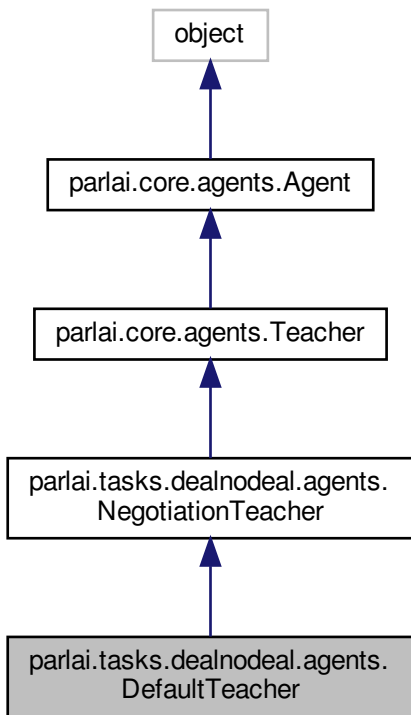 object
parlai.core.agents.Agent
parlai.core.agents.Teacher
parlai.tasks.dealnodeal.agents.
NegotiationTeacher
parlai.tasks.dealnodeal.agents.
DefaultTeacher